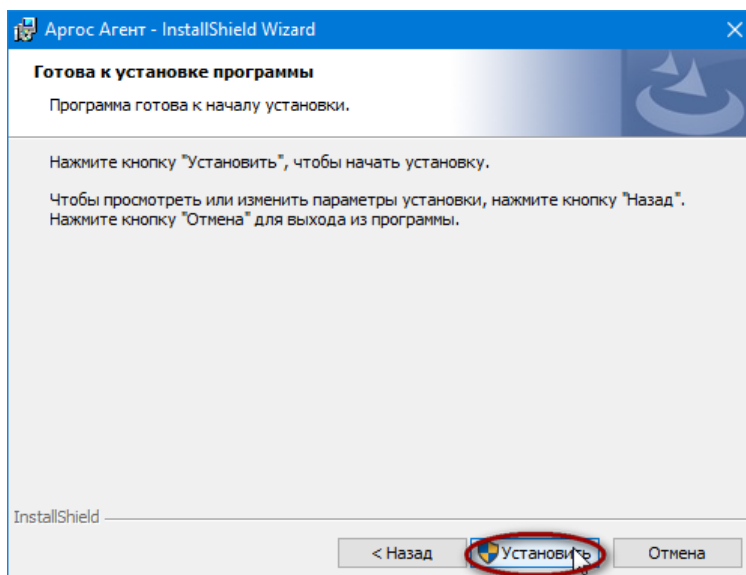 Аргос Агент - InstallShield Wizard
Готова к установке программы
Программа готова к началу установки.
Нажмите кнопку "Установить", чтобы начать установку.
Чтобы просмотреть или изменить параметры установки, нажмите кнопку "Назад".
Нажмите кнопку "Отмена" для выхода из программы.
InstallShield
< Назад
Установить
Отмена